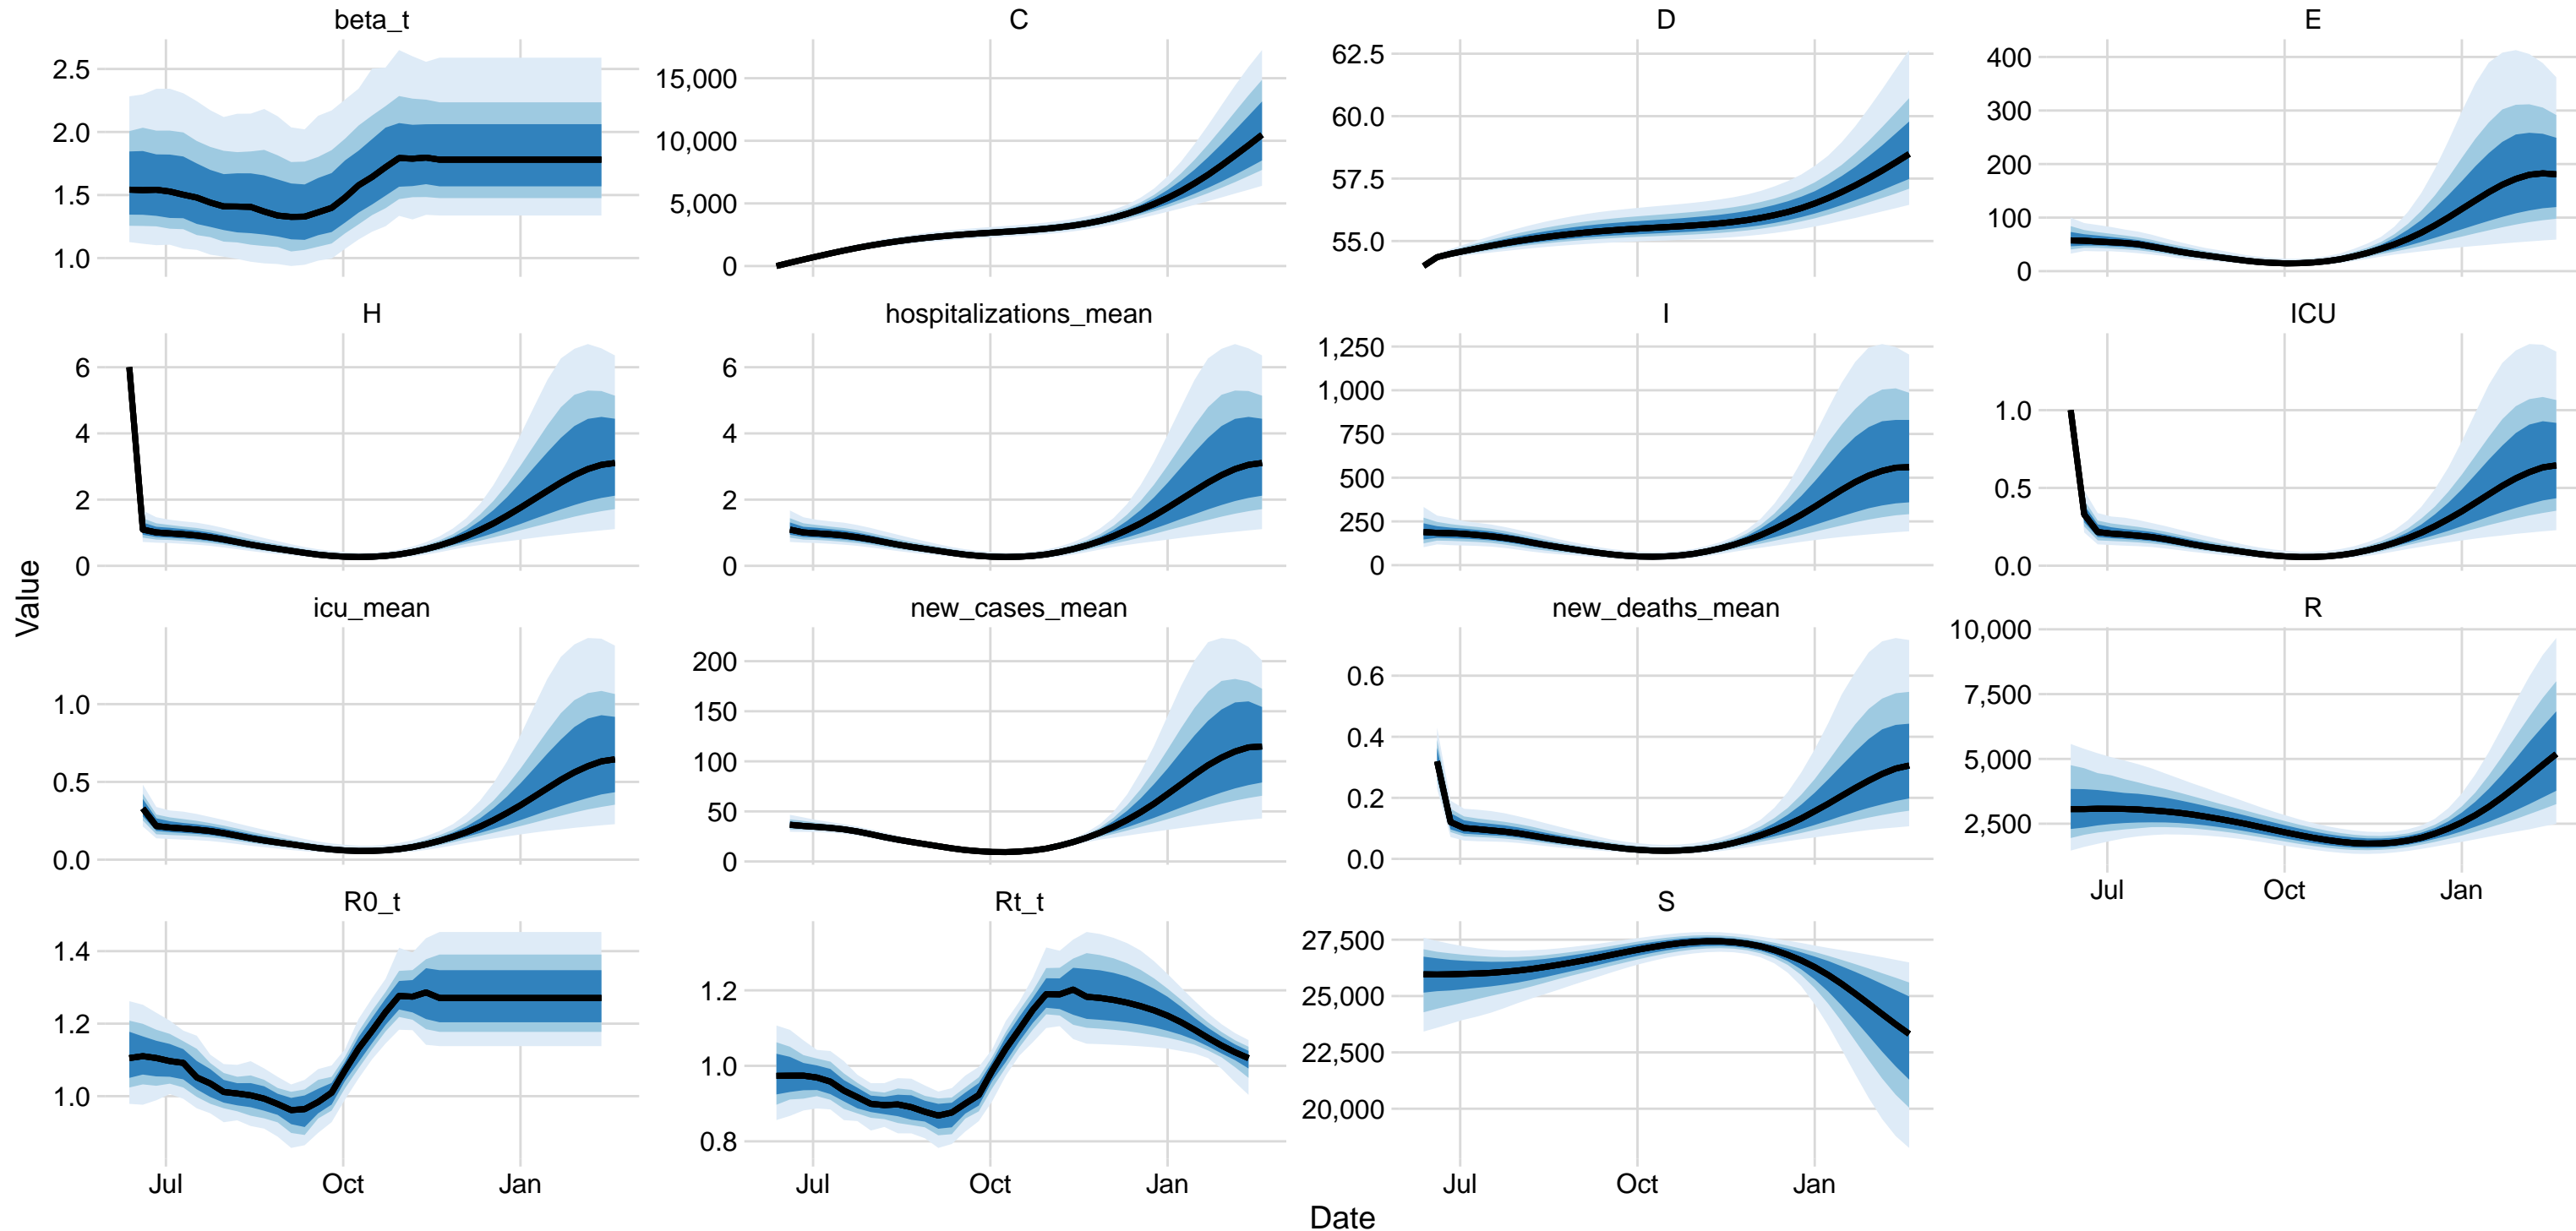 beta_t
C
D
E
2.5
2.0
1.5
1.0
15,000
10,000
5,000
0
62.5
60.0
57.5
55.0
400
300
200
100
0
H
hospitalizations_mean
I
ICU
6
4
2
0
6
4
2
0
1,250
1,000
750
500
250
0
1.0
0.5
0.0
icu_mean
new_cases_mean
new_deaths_mean
R
1.0
0.5
0.0
200
150
100
50
0
0.6
0.4
0.2
0.0
10,000
7,500
5,000
2,500
Jul Oct Jan
R0_t
Rt_t
S
1.4
1.2
1.0
1.2
1.0
0.8
27,500
25,000
22,500
20,000
Jul Oct Jan
Jul Oct Jan
Jul Oct Jan
Value
Date